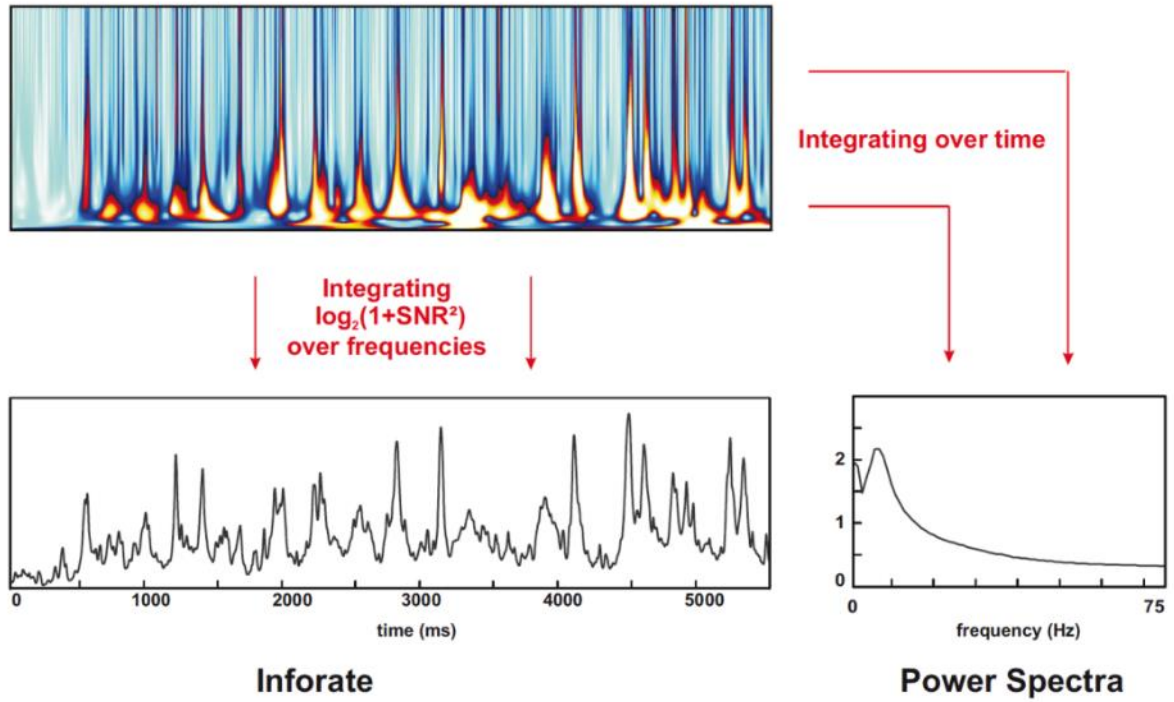 Integrating over time
Integrating
log₂(1+SNR²)
over frequencies
2
1
0
0 1000 2000 3000 4000 5000
time (ms)
0 75
frequency (Hz)
Inforate
Power Spectra